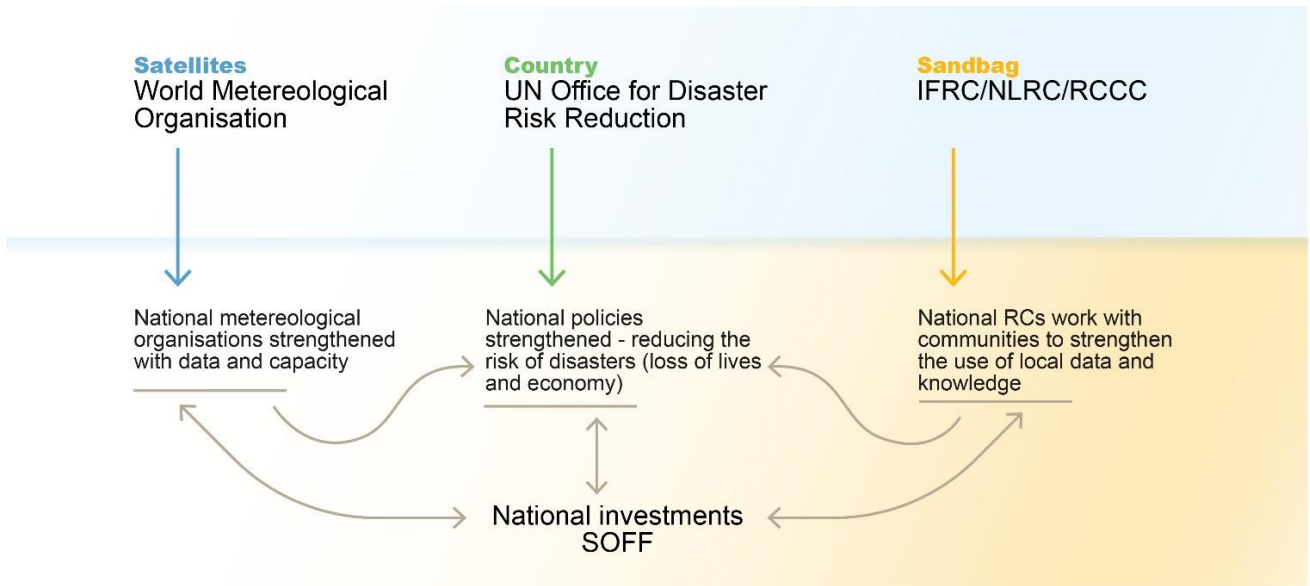 Satellites
World Metereological
Organisation
Country
UN Office for Disaster
Risk Reduction
Sandbag
IFRC/NLRC/RCCC
National metereological
organisations strengthened
with data and capacity
National policies
strengthened - reducing the
risk of disasters (loss of lives
and economy)
National RCs work with
communities to strengthen
the use of local data and
knowledge
National investments
SOFF